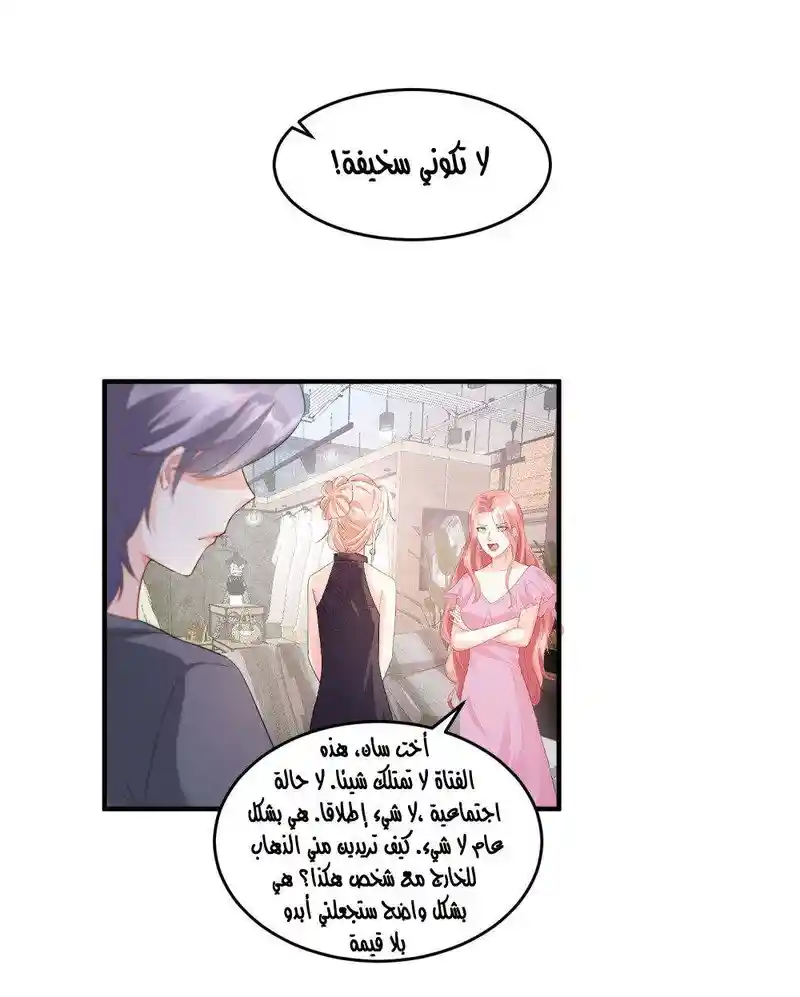 لا تكوني سخيفة!
أخت سان، هذه
الفتاة لا تمتلك شيئا. لا حالة
اجتماعية ،لا شيء إطلاقا. هي بشكل
عام لا شيء. كيف تريدين مني الذهاب
للخارج مع شخص هكذا؟ هي
بشكل واضح ستجعلني أبدو
بلا قيمة